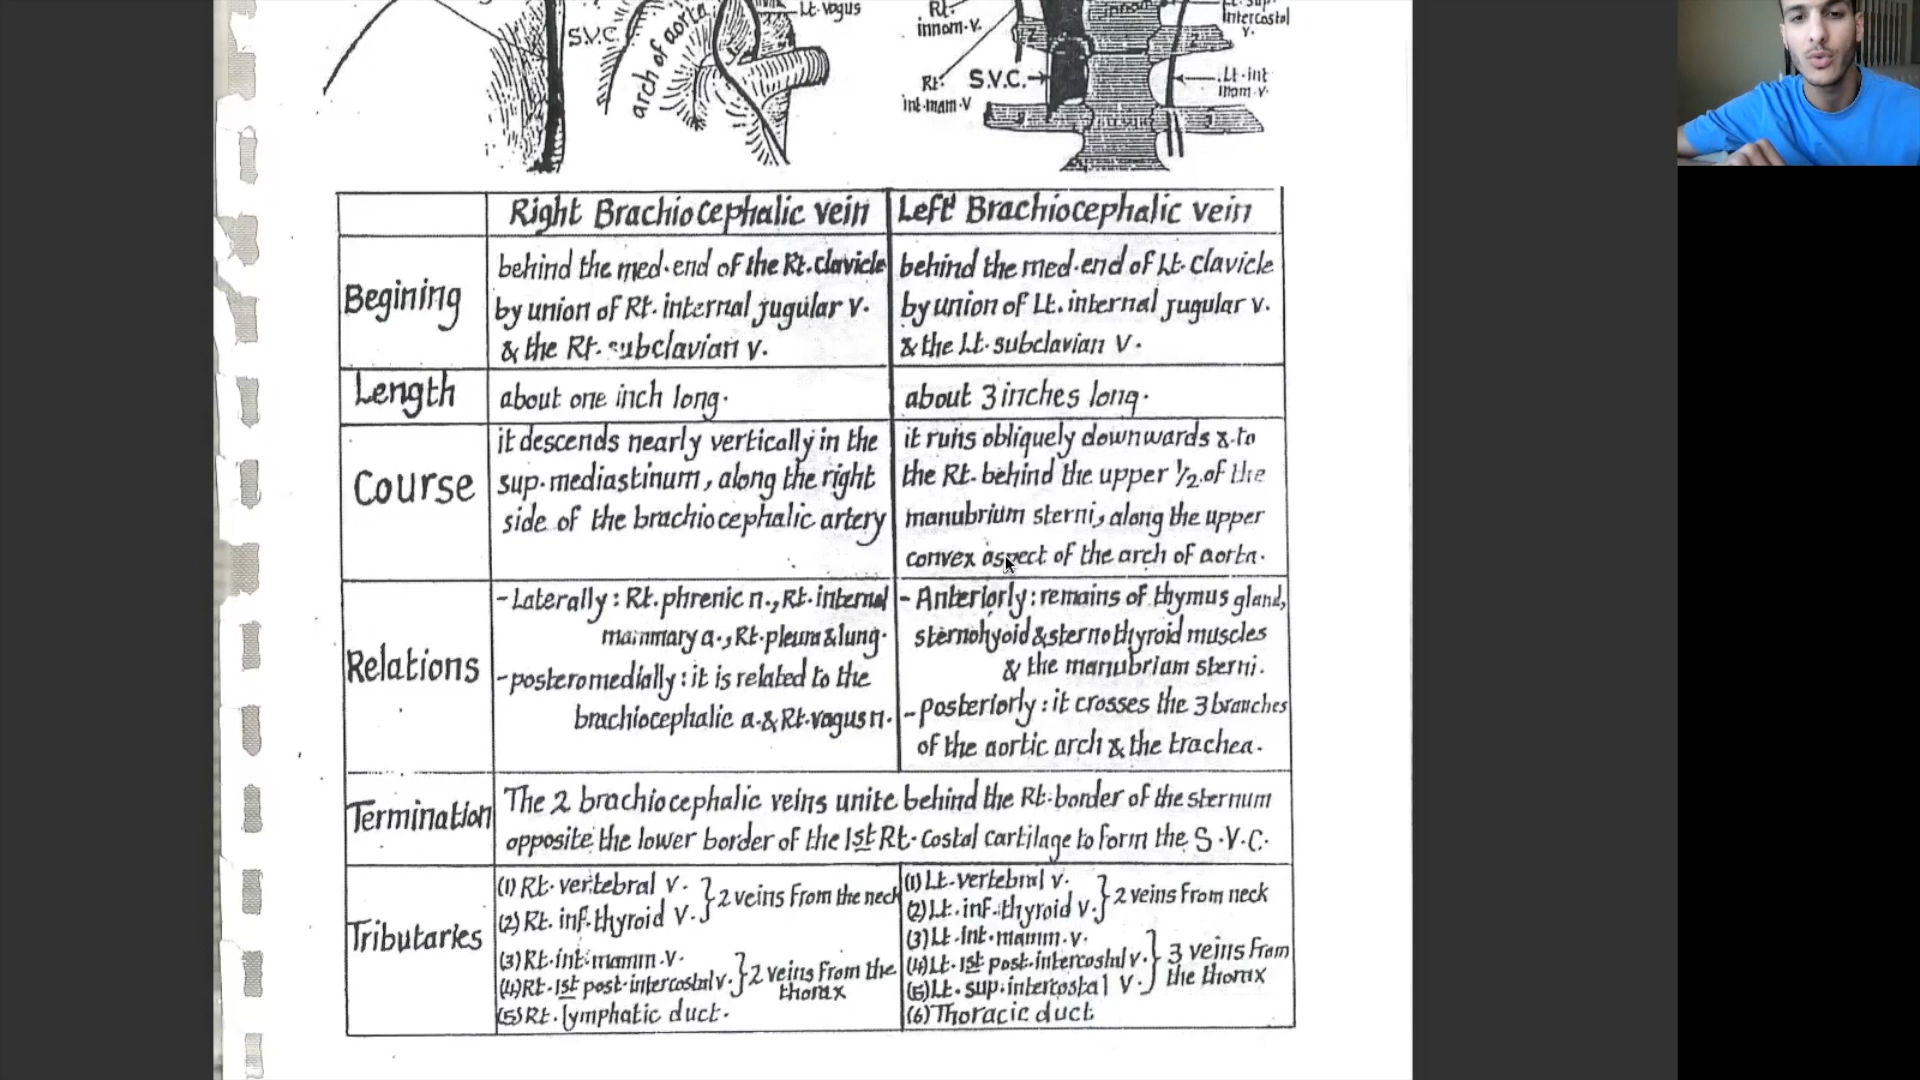 Lt. vagus
S.V.C.
arch of aorta
Rt.
innom. v.
intercostal
v.
Rt.
int. mam. v
S.V.C.
Lt. int
mam. v.
Right Brachiocephalic vein
Left Brachiocephalic vein
Begining
behind the med. end of the Rt. clavicle
by union of Rt. internal jugular v.
& the Rt. subclavian v.
behind the med. end of Lt. clavicle
by union of Lt. internal jugular v.
& the Lt. subclavian v.
Length
about one inch long.
about 3 inches long.
Course
it descends nearly vertically in the
sup. mediastinum, along the right
side of the brachiocephalic artery
it runs obliquely downwards & to
the Rt. behind the upper 1/2 of the
manubrium sterni, along the upper
convex aspect of the arch of aorta.
Relations
- Laterally : Rt. phrenic n., Rt. internal
mammary a., Rt. pleura & lung.
- posteromedially : it is related to the
brachiocephalic a. & Rt. vagus n.
- Anteriorly : remains of thymus gland,
sternohyoid & sternothyroid muscles
& the manubrium sterni.
- posteriorly : it crosses the 3 branches
of the aortic arch & the trachea.
Termination
The 2 brachiocephalic veins unite behind the Rt. border of the sternum
opposite the lower border of the 1st Rt. costal cartilage to form the S.V.C.
Tributaries
(1) Rt. vertebral v.
(2) Rt. inf. thyroid v.
2 veins from the neck
(3) Rt. int. mamm. v.
(4) Rt. 1st post. intercostal v.
2 veins from the
thorax
(5) Rt. lymphatic duct.
(1) Lt. vertebral v.
(2) Lt. inf. thyroid v.
2 veins from neck
(3) Lt. int. mamm. v.
(4) Lt. 1st post. intercostal v.
(5) Lt. sup. intercostal v.
3 veins from
the thorax
(6) Thoracic duct